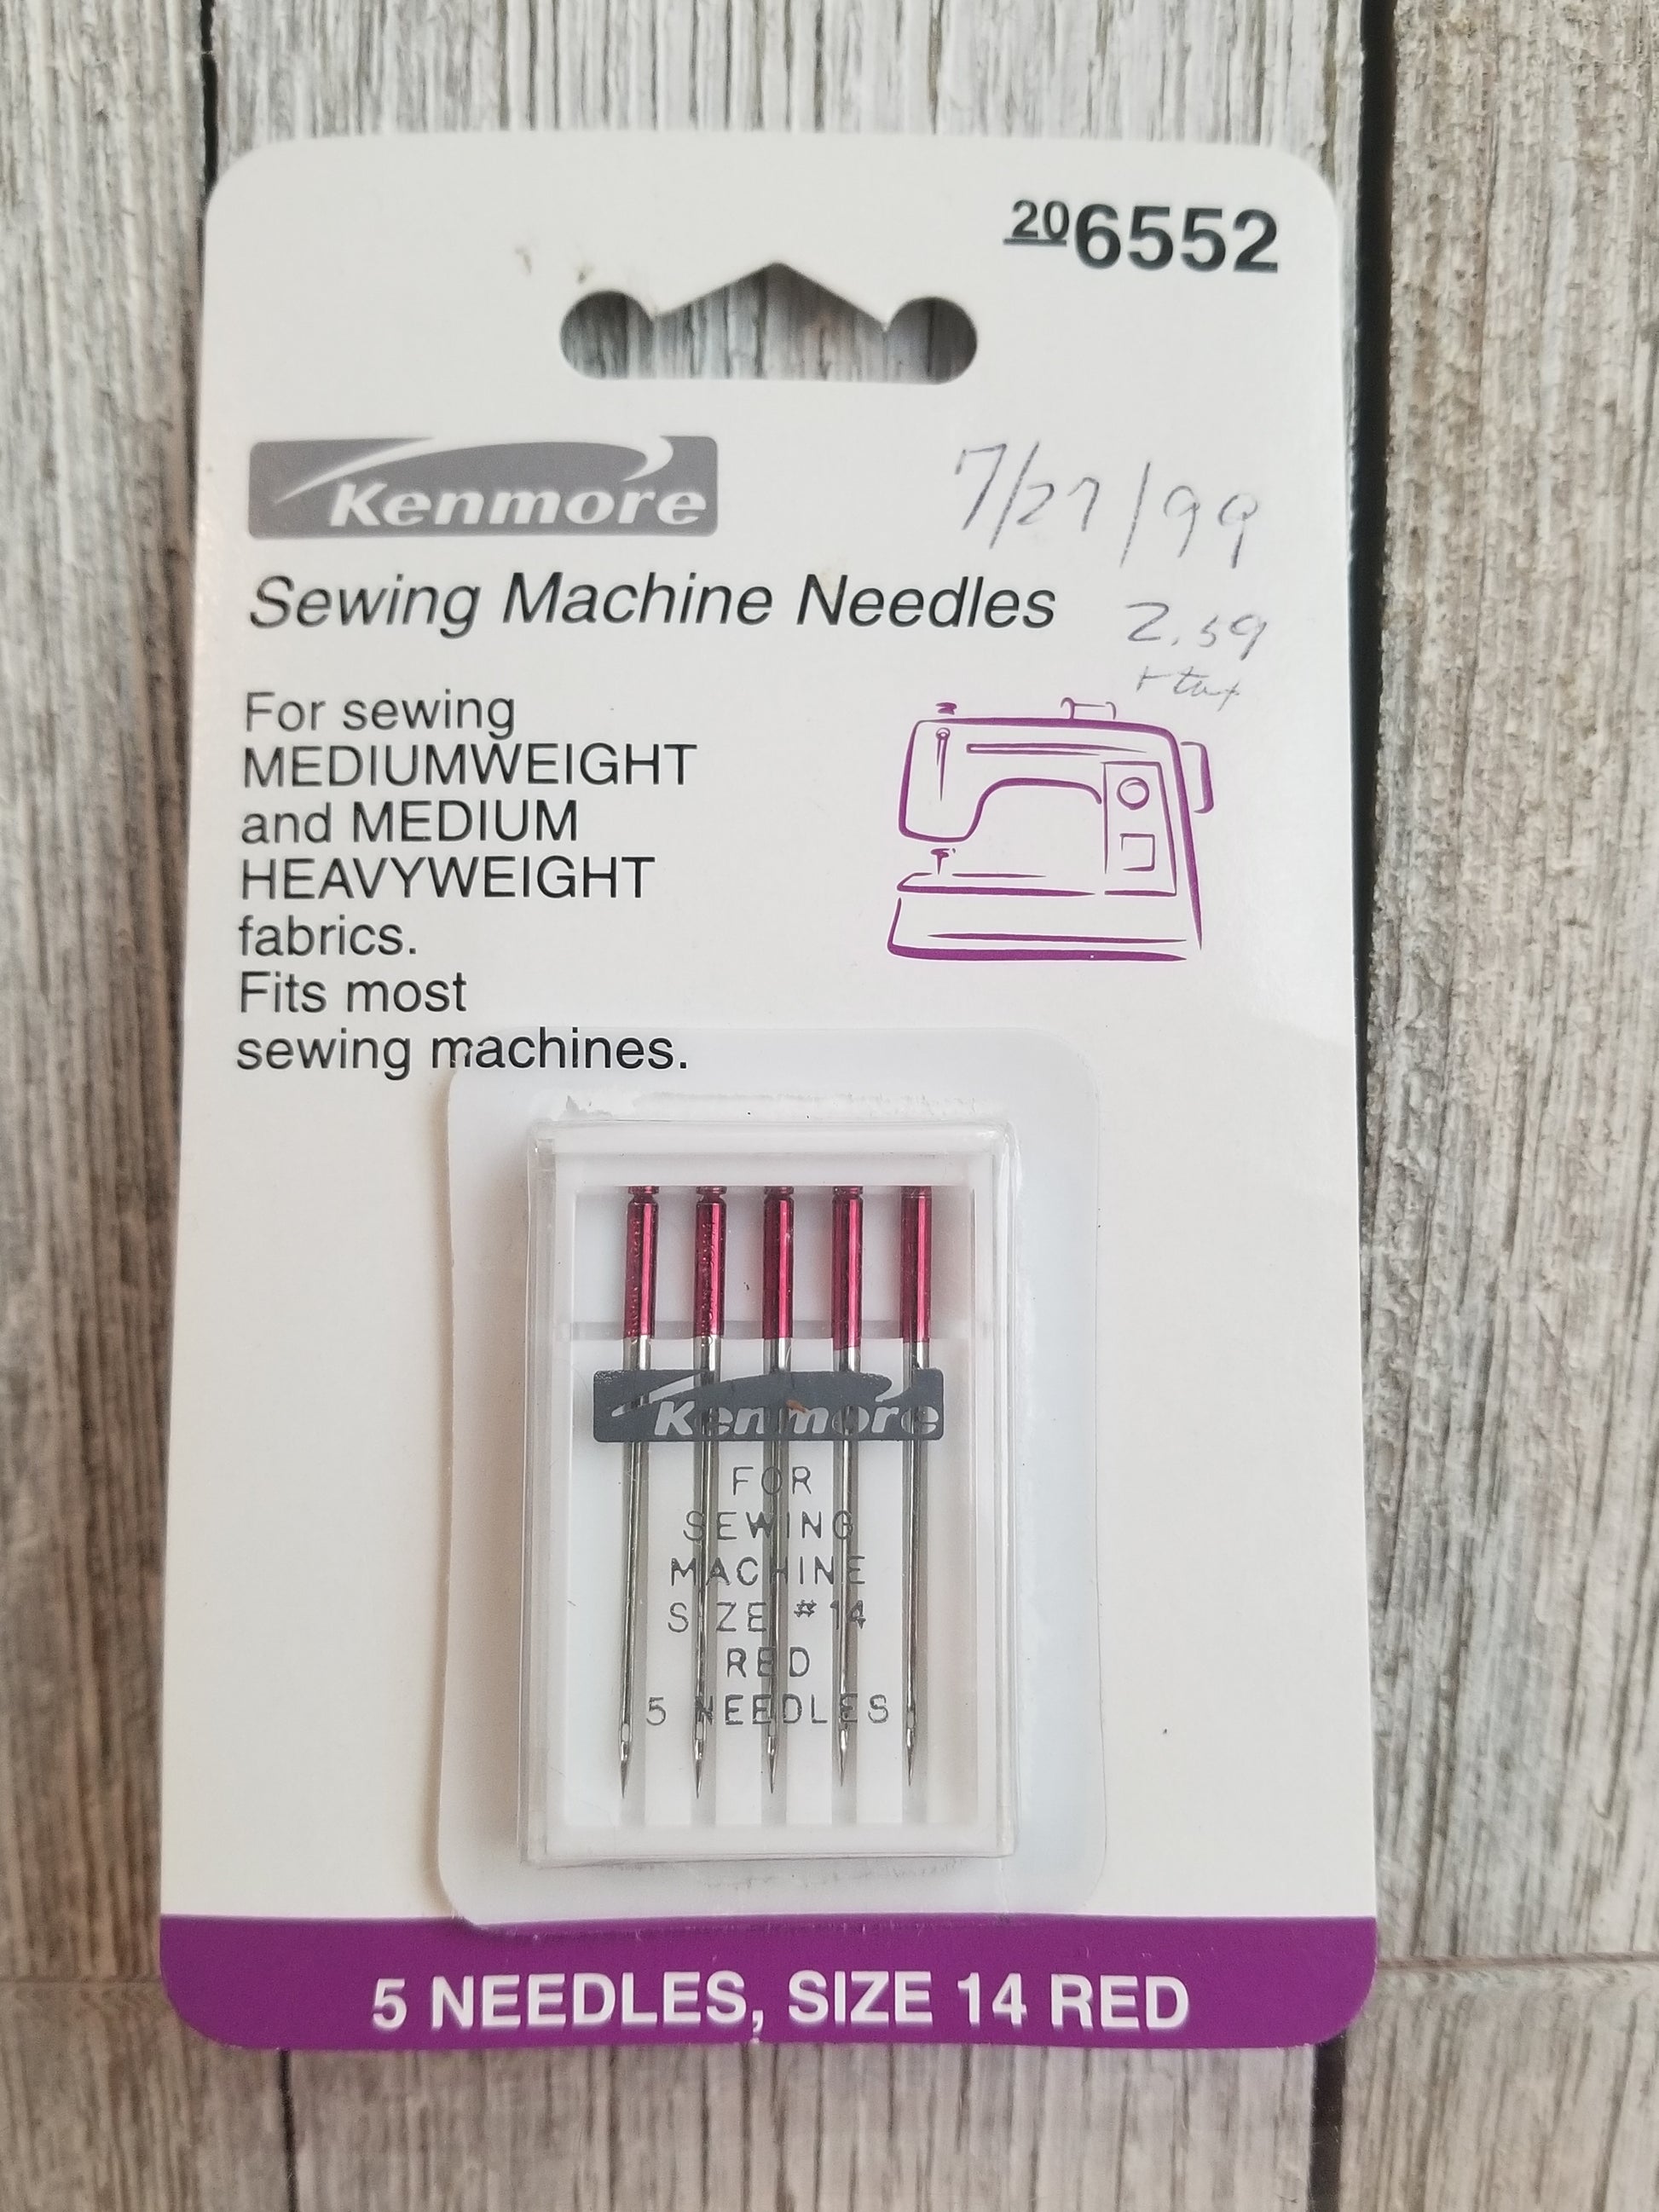 206552
Kenmore
7/27/99
Sewing Machine Needles
2.59
+ tax
For sewing
MEDIUMWEIGHT
and MEDIUM
HEAVYWEIGHT
fabrics.
Fits most
sewing machines.
Kenmore
FOR
SEWING
MACHINE
SIZE #14
RED
5 NEEDLES
5 NEEDLES, SIZE 14 RED